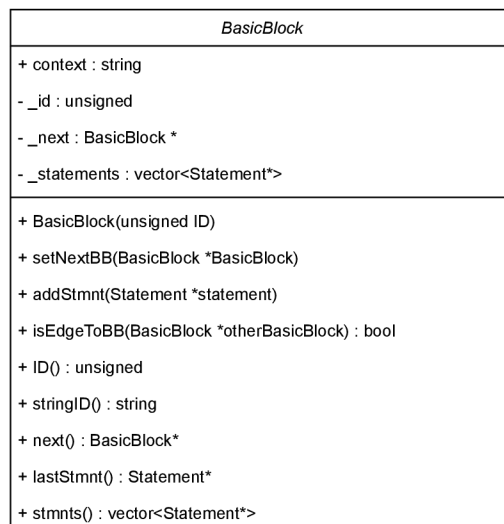 BasicBlock
+ context : string
- _id : unsigned
- _next : BasicBlock *
- _statements : vector<Statement*>
+ BasicBlock(unsigned ID)
+ setNextBB(BasicBlock *BasicBlock)
+ addStmnt(Statement *statement)
+ isEdgeToBB(BasicBlock *otherBasicBlock) : bool
+ ID() : unsigned
+ stringID() : string
+ next() : BasicBlock*
+ lastStmnt() : Statement*
+ stmnts() : vector<Statement*>